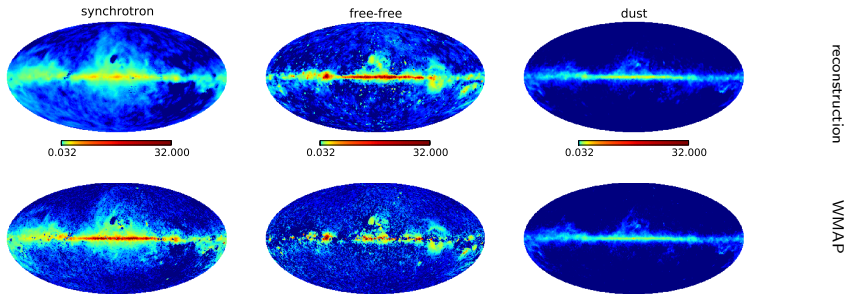 synchrotron
free-free
dust
reconstruction
0.032 32.000
0.032 32.000
0.032 32.000
WMAP